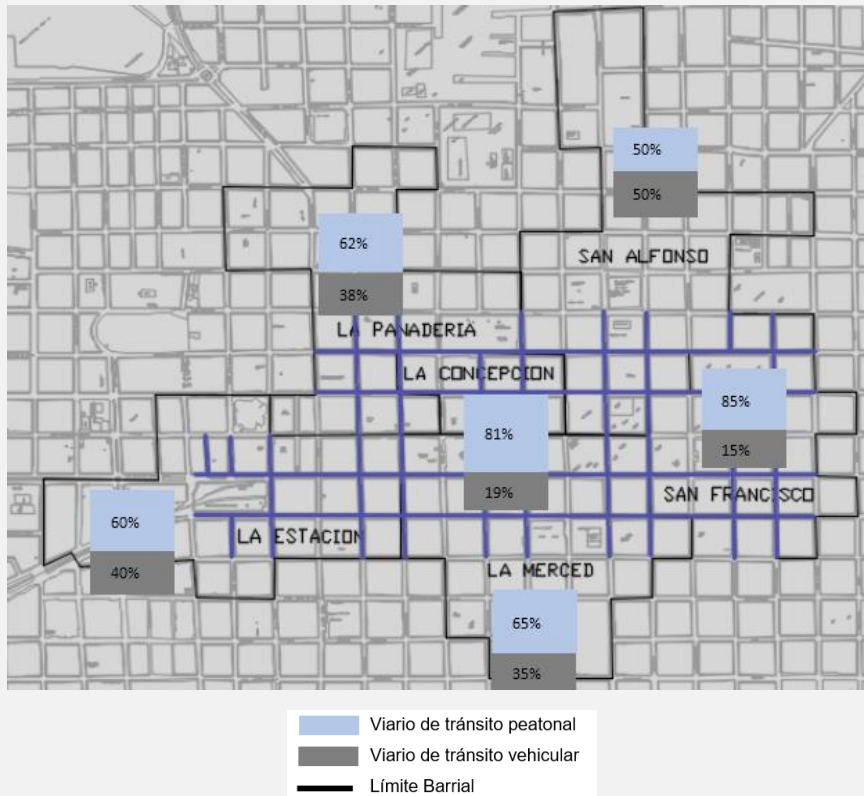 50%
50%
SAN ALFONSO
62%
38%
LA PANADERIA
LA CONCEPCION
85%
15%
81%
19%
SAN FRANCISCO
60%
40%
LA ESTACION
LA MERCED
65%
35%
Viario de tránsito peatonal
Viario de tránsito vehicular
Límite Barrial